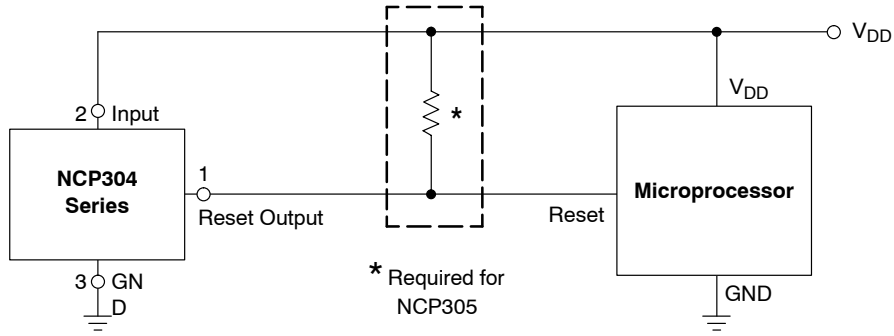 V_DD
V_DD
2 Input
NCP304
Series
1
Reset Output
*
Microprocessor
Reset
3 GN
D
* Required for
NCP305
GND